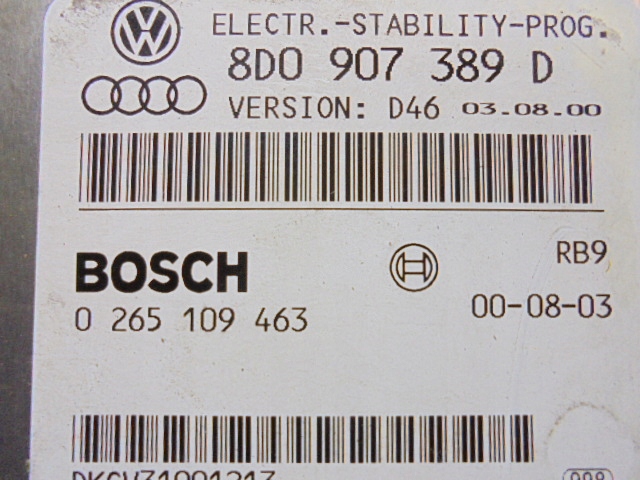 ELECTR.-STABILITY-PROG.
8D0 907 389 D
VERSION: D46 03.08.00
BOSCH
RB9
0 265 109 463
00-08-03